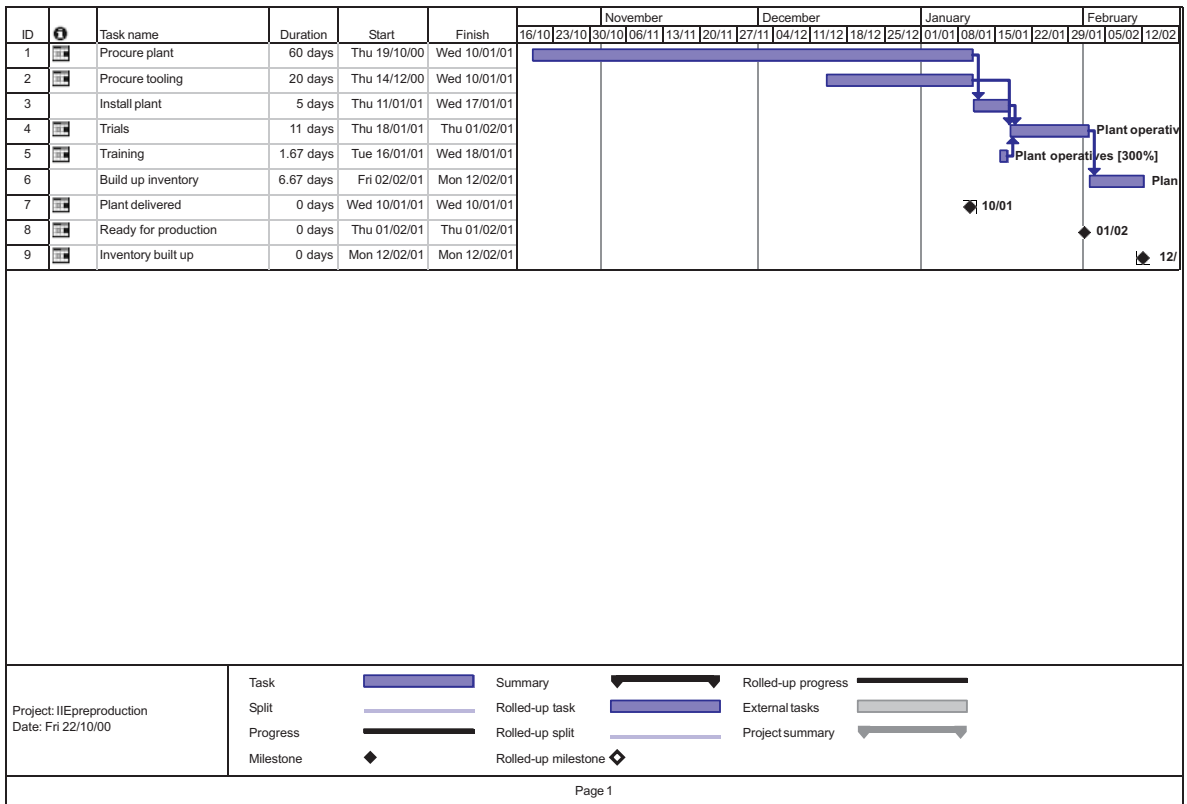 November December January February
ID Task name Duration Start Finish 16/10 23/10 30/10 06/11 13/11 20/11 27/11 04/12 11/12 18/12 25/12 01/01 08/01 15/01 22/01 29/01 05/02 12/02
1 Procure plant 60 days Thu 19/10/00 Wed 10/01/01
2 Procure tooling 20 days Thu 14/12/00 Wed 10/01/01
3 Install plant 5 days Thu 11/01/01 Wed 17/01/01
4 Trials 11 days Thu 18/01/01 Thu 01/02/01 Plant operativ
5 Training 1.67 days Tue 16/01/01 Wed 18/01/01 Plant operatives [300%]
6 Build up inventory 6.67 days Fri 02/02/01 Mon 12/02/01 Plan
7 Plant delivered 0 days Wed 10/01/01 Wed 10/01/01 10/01
8 Ready for production 0 days Thu 01/02/01 Thu 01/02/01 01/02
9 Inventory built up 0 days Mon 12/02/01 Mon 12/02/01 12/
Project: IIEpreproduction
Date: Fri 22/10/00
Task Summary Rolled-up progress
Split Rolled-up task External tasks
Progress Rolled-up split Project summary
Milestone Rolled-up milestone
Page 1